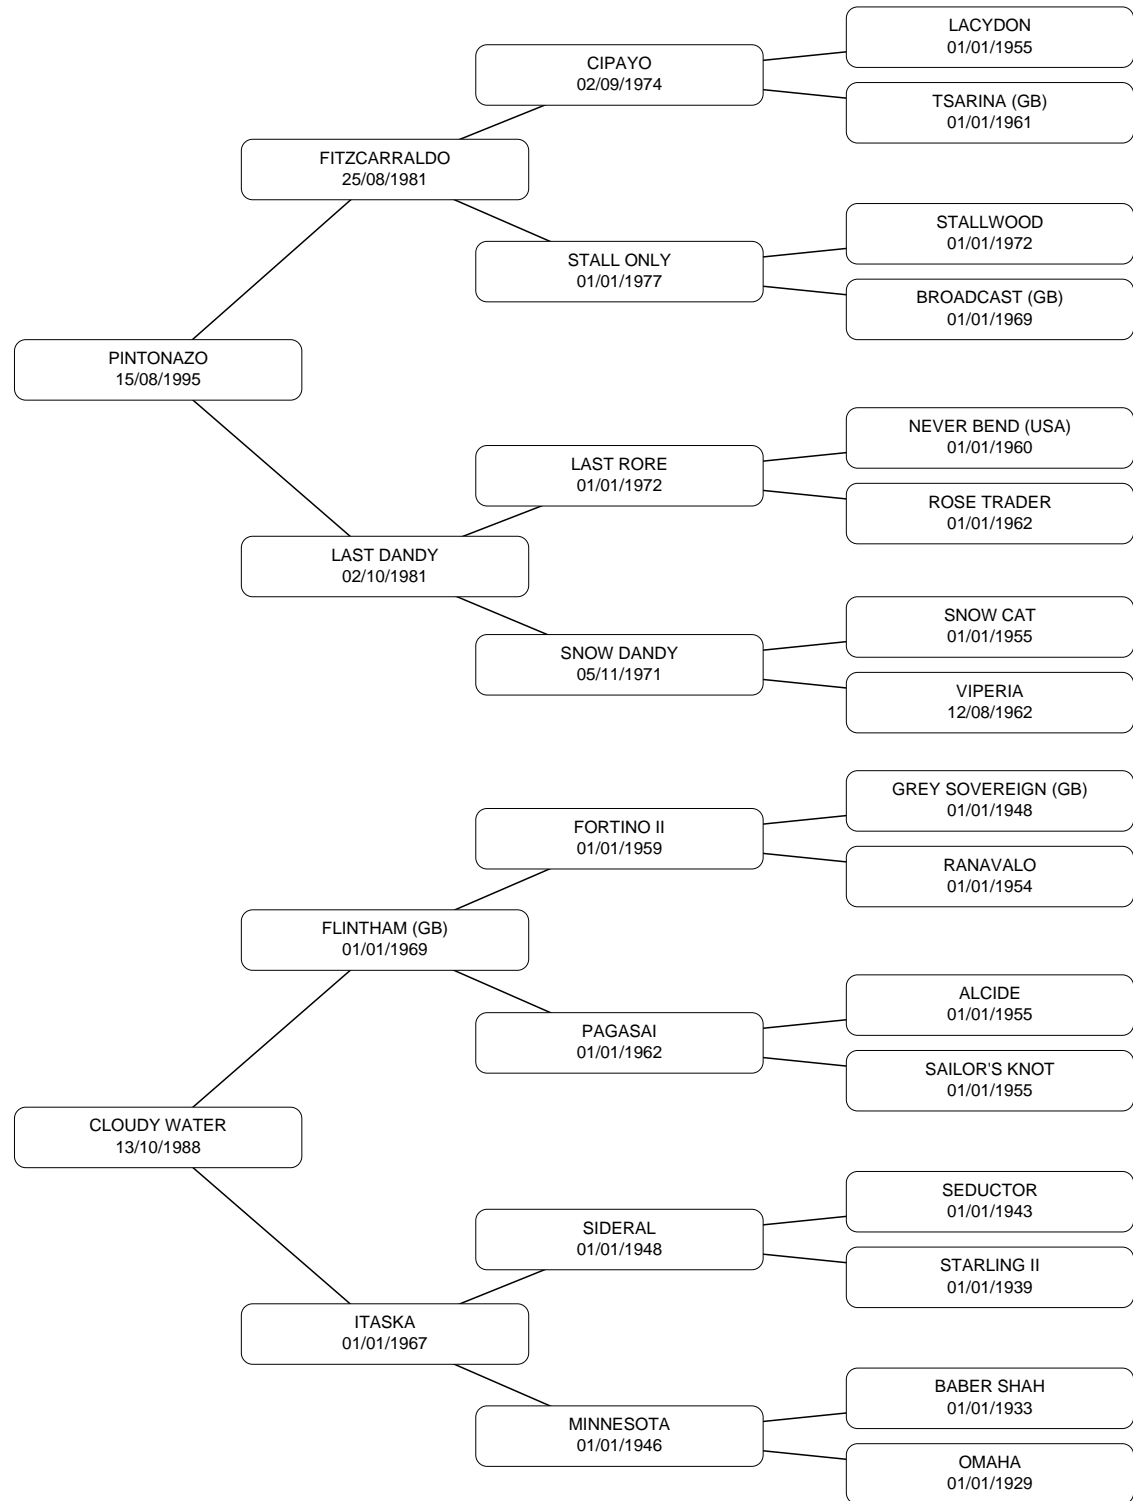 LACYDON
01/01/1955
CIPAYO
02/09/1974
TSARINA (GB)
01/01/1961
FITZCARRALDO
25/08/1981
STALLWOOD
01/01/1972
STALL ONLY
01/01/1977
BROADCAST (GB)
01/01/1969
PINTONAZO
15/08/1995
NEVER BEND (USA)
01/01/1960
LAST RORE
01/01/1972
ROSE TRADER
01/01/1962
LAST DANDY
02/10/1981
SNOW CAT
01/01/1955
SNOW DANDY
05/11/1971
VIPERIA
12/08/1962
GREY SOVEREIGN (GB)
01/01/1948
FORTINO II
01/01/1959
RANAVALO
01/01/1954
FLINTHAM (GB)
01/01/1969
ALCIDE
01/01/1955
PAGASAI
01/01/1962
SAILOR'S KNOT
01/01/1955
CLOUDY WATER
13/10/1988
SEDUCTOR
01/01/1943
SIDERAL
01/01/1948
STARLING II
01/01/1939
ITASKA
01/01/1967
BABER SHAH
01/01/1933
MINNESOTA
01/01/1946
OMAHA
01/01/1929